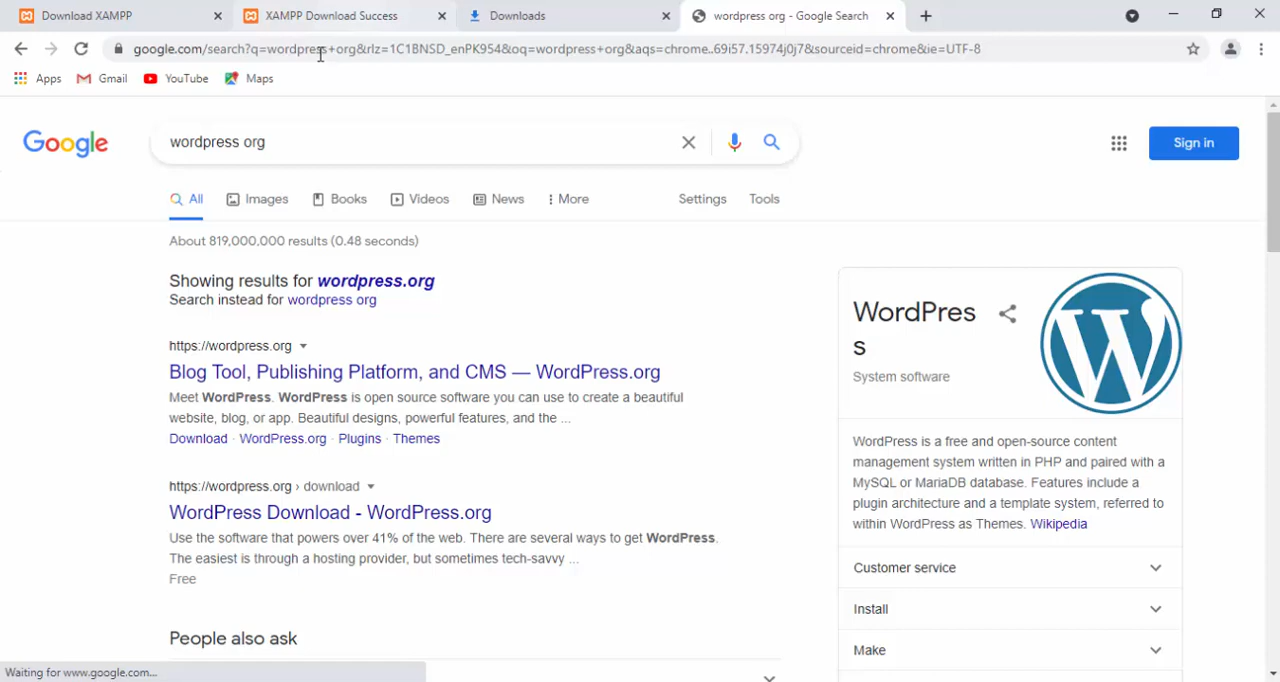 Download XAMPP
XAMPP Download Success
Downloads
wordpress org - Google Search
google.com/search?q=wordpress+org&rlz=1C1BNSD_enPK954&oq=wordpress+org&aqs=chrome..69i57.15974j0j7&sourceid=chrome&ie=UTF-8
Apps
Gmail
YouTube
Maps
Google
wordpress org
Sign in
All
Images
Books
Videos
News
More
Settings
Tools
About 819,000,000 results (0.48 seconds)
Showing results for wordpress.org
Search instead for wordpress org
https://wordpress.org
Blog Tool, Publishing Platform, and CMS — WordPress.org
Meet WordPress. WordPress is open source software you can use to create a beautiful
website, blog, or app. Beautiful designs, powerful features, and the ...
Download · WordPress.org · Plugins · Themes
https://wordpress.org › download
WordPress Download - WordPress.org
Use the software that powers over 41% of the web. There are several ways to get WordPress.
The easiest is through a hosting provider, but sometimes tech-savvy ...
Free
People also ask
WordPres
s
System software
WordPress is a free and open-source content
management system written in PHP and paired with a
MySQL or MariaDB database. Features include a
plugin architecture and a template system, referred to
within WordPress as Themes. Wikipedia
Customer service
Install
Make
Waiting for www.google.com...